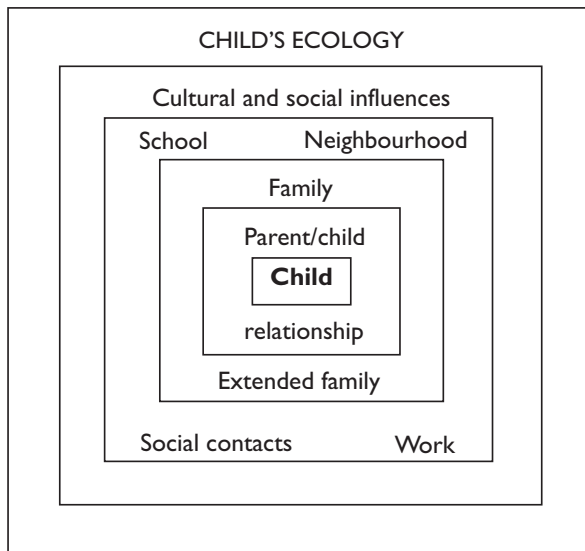 CHILD'S ECOLOGY
Cultural and social influences
School Neighbourhood
Family
Parent/child
Child
relationship
Extended family
Social contacts Work